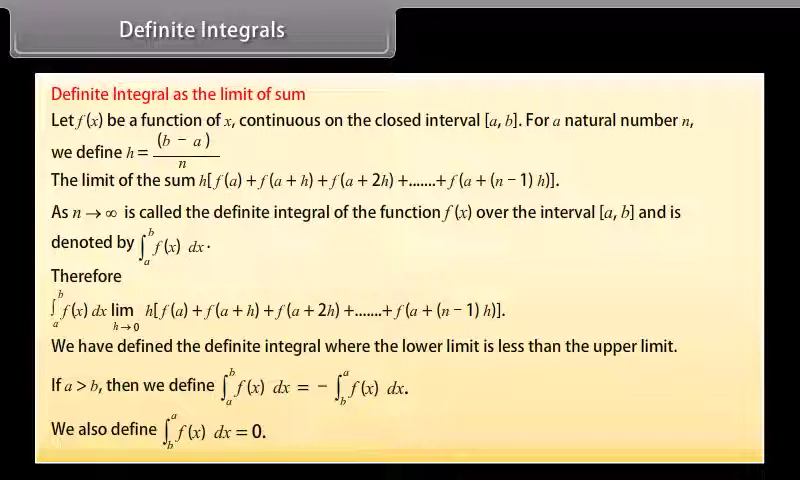 Definite Integrals
Definite Integral as the limit of sum
Let f (x) be a function of x, continuous on the closed interval [a, b]. For a natural number n,
we define h = (b − a) / n
The limit of the sum h[ f (a) + f (a + h) + f (a + 2h) +.......+ f (a + (n − 1) h)].
As n → ∞ is called the definite integral of the function f (x) over the interval [a, b] and is
denoted by ∫_a^b f (x) dx.
Therefore
∫_a^b f (x) dx lim_{h→0} h[ f (a) + f (a + h) + f (a + 2h) +.......+ f (a + (n − 1) h)].
We have defined the definite integral where the lower limit is less than the upper limit.
If a > b, then we define ∫_a^b f (x) dx = − ∫_b^a f (x) dx.
We also define ∫_b^a f (x) dx = 0.